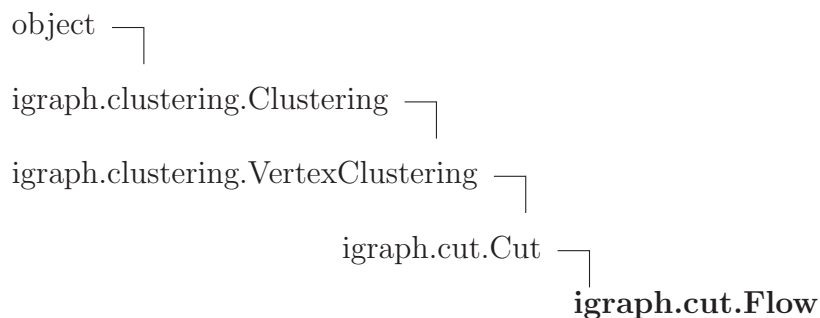 object
igraph.clustering.Clustering
igraph.clustering.VertexClustering
igraph.cut.Cut
igraph.cut.Flow